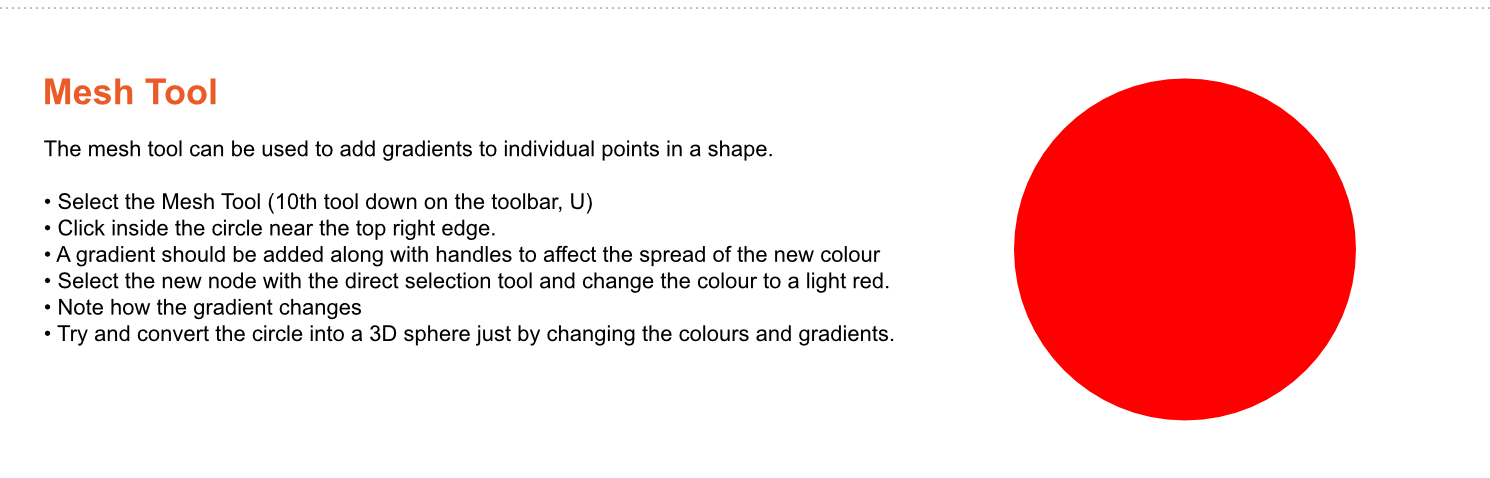 Mesh Tool
The mesh tool can be used to add gradients to individual points in a shape.
• Select the Mesh Tool (10th tool down on the toolbar, U)
• Click inside the circle near the top right edge.
• A gradient should be added along with handles to affect the spread of the new colour
• Select the new node with the direct selection tool and change the colour to a light red.
• Note how the gradient changes
• Try and convert the circle into a 3D sphere just by changing the colours and gradients.